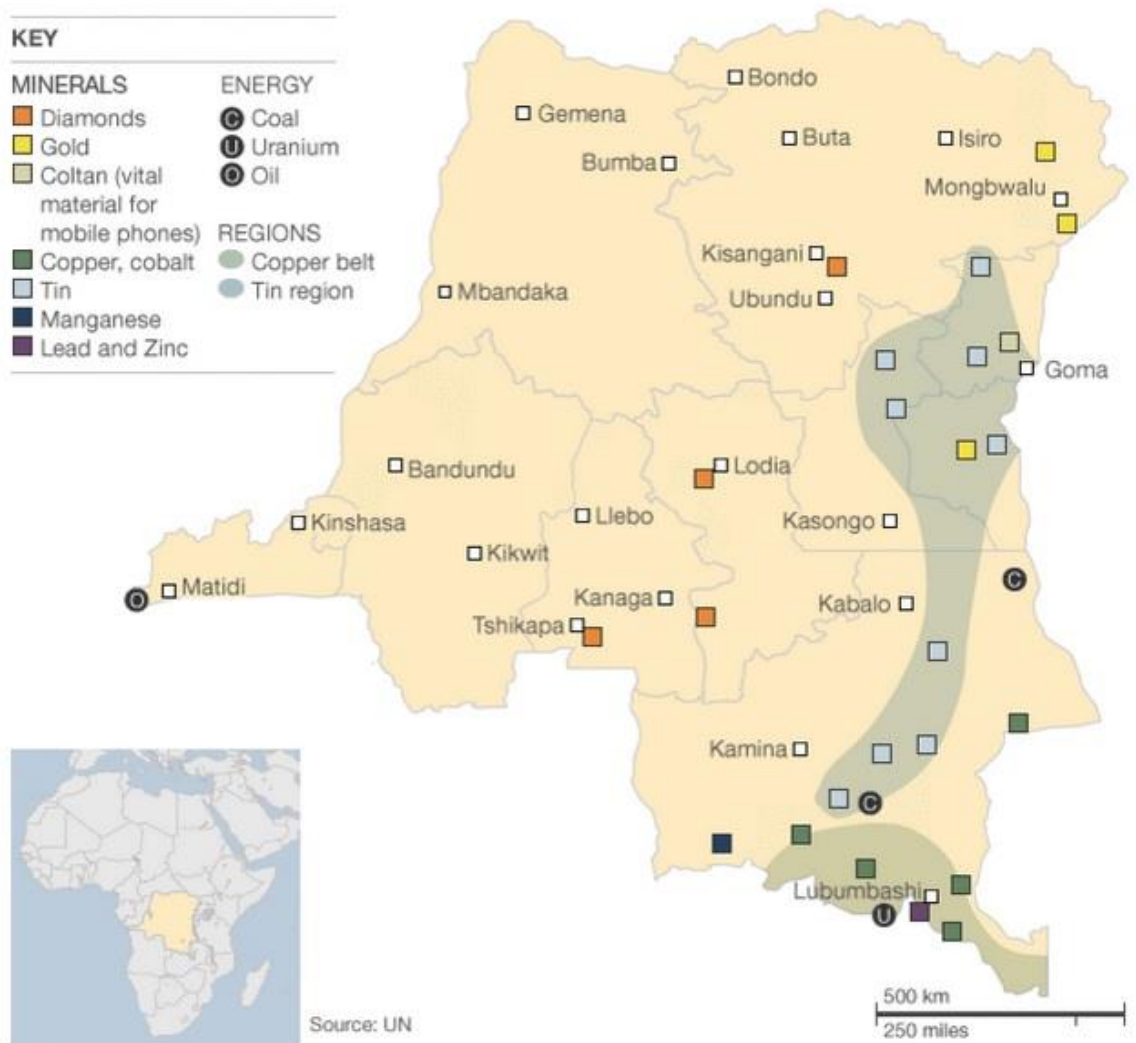 KEY
MINERALS
Diamonds
Gold
Coltan (vital
material for
mobile phones)
Copper, cobalt
Tin
Manganese
Lead and Zinc
ENERGY
C Coal
U Uranium
O Oil
REGIONS
Copper belt
Tin region
Bondo
Gemena
Buta
Isiro
Bumba
Mongbwalu
Kisangani
Mbandaka
Ubundu
Goma
Bandundu
Lodia
Kinshasa
Llebo
Kasongo
Kikwit
C
O
Matidi
Kanaga
Kabalo
Tshikapa
Kamina
C
Lubumbashi
U
500 km
250 miles
Source: UN